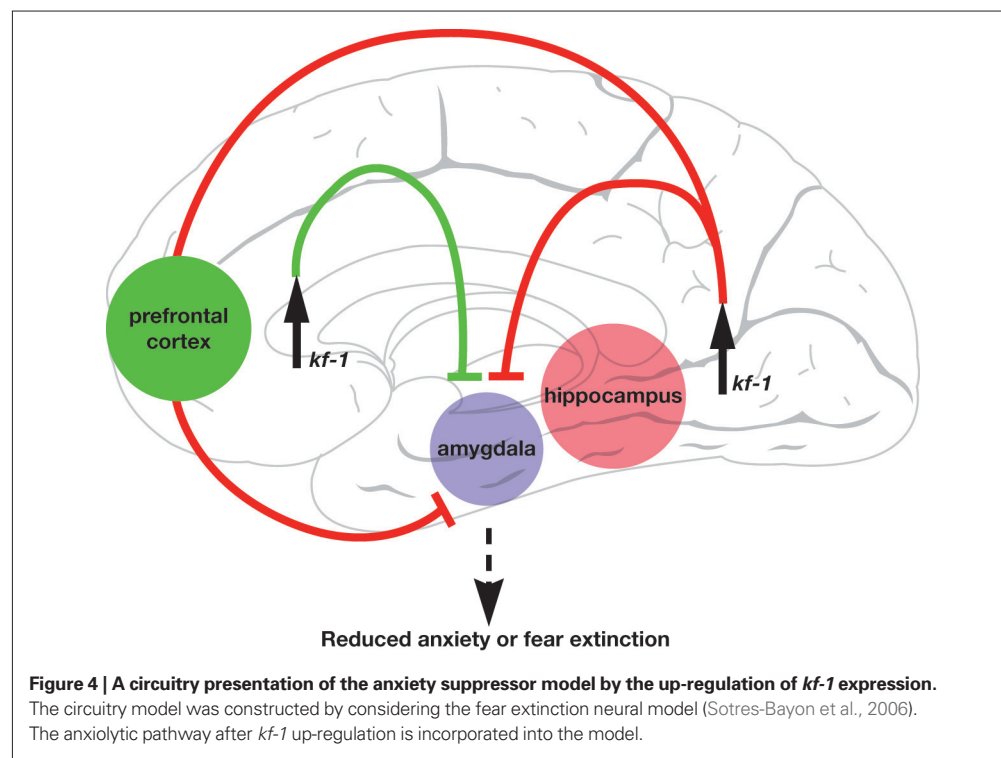 prefrontal
cortex
kf-1
kf-1
hippocampus
amygdala
Reduced anxiety or fear extinction
Figure 4 | A circuitry presentation of the anxiety suppressor model by the up-regulation of kf-1 expression.
The circuitry model was constructed by considering the fear extinction neural model (Sotres-Bayon et al., 2006).
The anxiolytic pathway after kf-1 up-regulation is incorporated into the model.